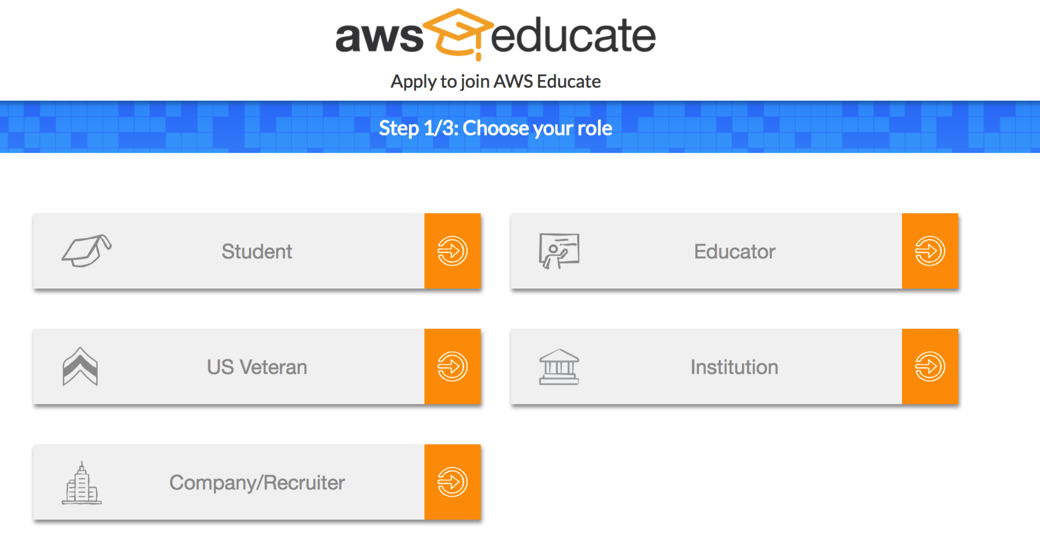 aws educate
Apply to join AWS Educate
Step 1/3: Choose your role
Student
Educator
US Veteran
Institution
Company/Recruiter